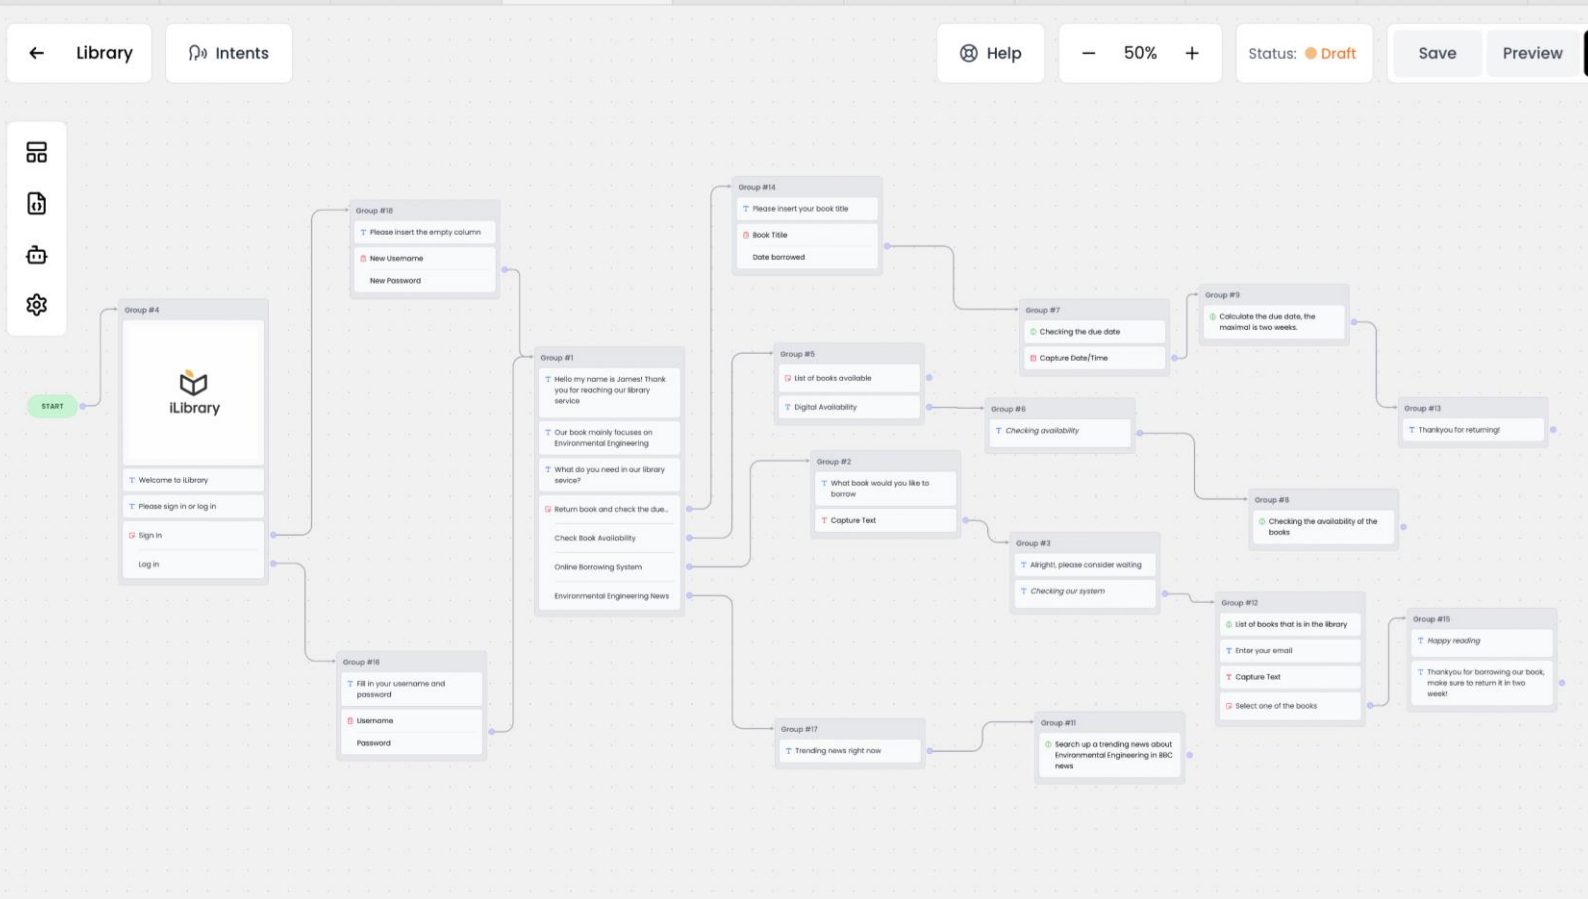 Library
Intents
Help
50%
Status: Draft
Save
Preview
START
Group #4
iLibrary
Welcome to iLibrary
Please sign in or log in
Sign in
Log in
Group #18
Please insert the empty column
New Username
New Password
Group #16
Fill in your username and
password
Username
Password
Group #1
Hello my name is James! Thank
you for reaching our library
service
Our book mainly focuses on
Environmental Engineering
What do you need in our library
sevice?
Return book and check the due...
Check Book Availability
Online Borrowing System
Environmental Engineering News
Group #14
Please insert your book title
Book Titile
Date borrowed
Group #5
List of books available
Digital Availability
Group #2
What book would you like to
borrow
Capture Text
Group #17
Trending news right now
Group #7
Checking the due date
Capture Date/Time
Group #6
Checking availability
Group #3
Alright!, please consider waiting
Checking our system
Group #11
Search up a trending news about
Environmental Engineering in BBC
news
Group #9
Calculate the due date, the
maximal is two weeks.
Group #8
Checking the availability of the
books
Group #12
List of books that is in the library
Enter your email
Capture Text
Select one of the books
Group #13
Thankyou for returning!
Group #15
Happy reading
Thankyou for borrowing our book,
make sure to return it in two
week!